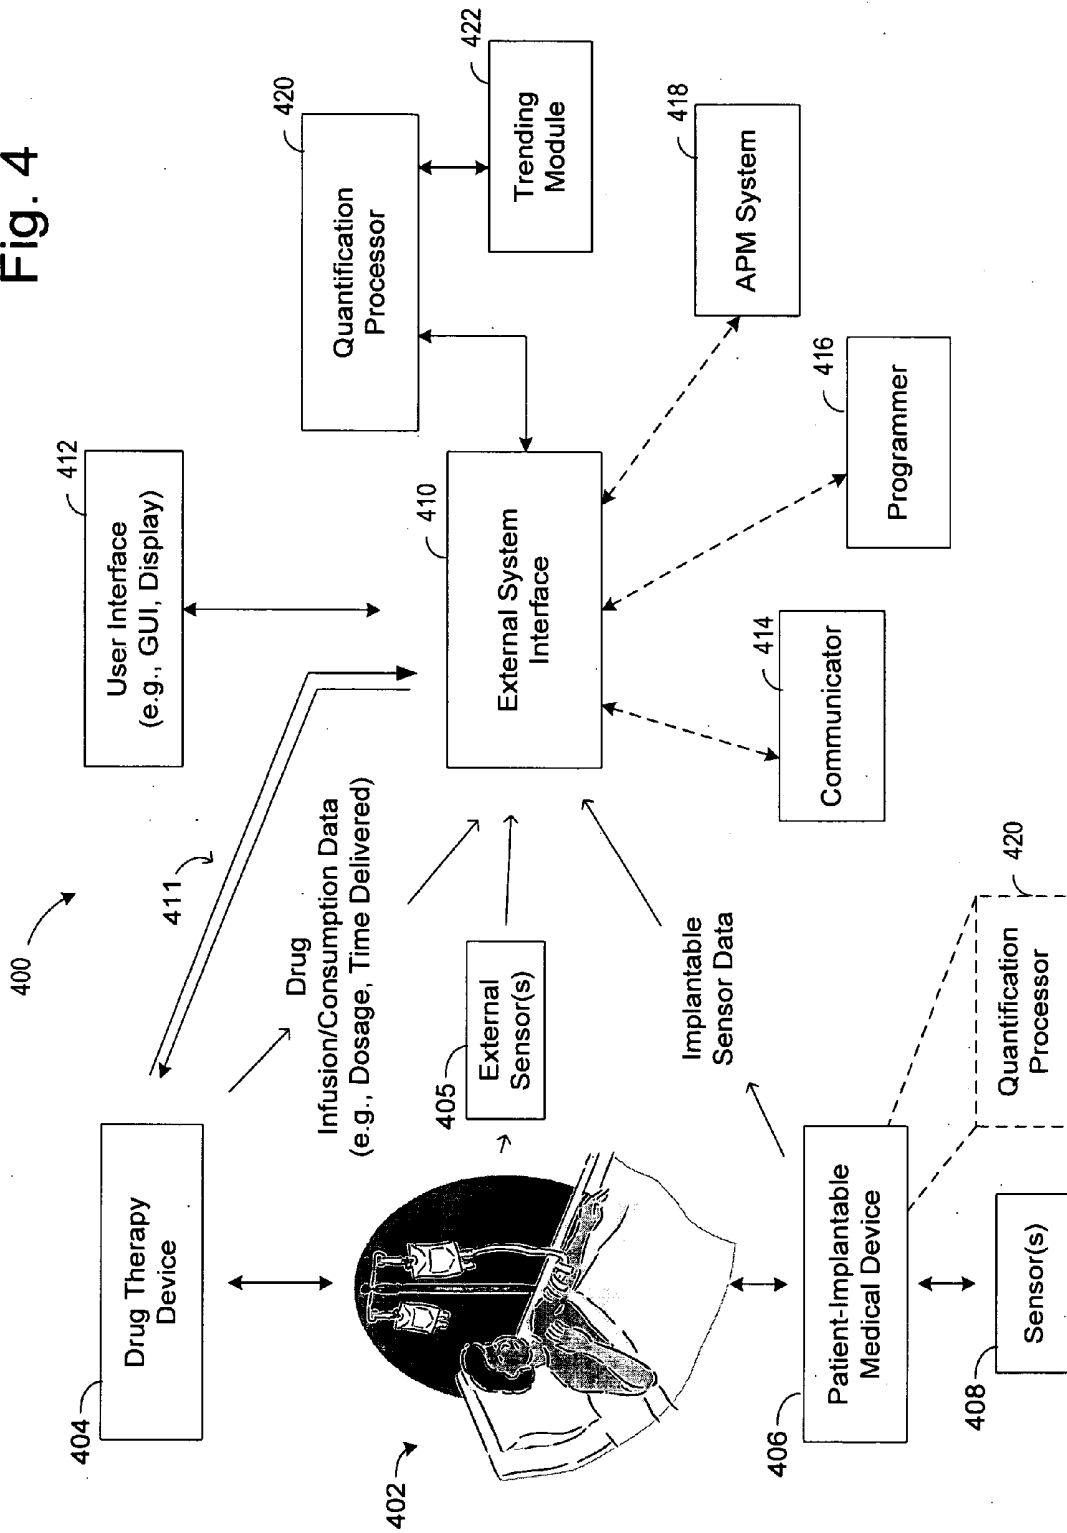 Fig. 4
400
404
Drug Therapy
Device
411
412
User Interface
(e.g., GUI, Display)
420
Quantification
Processor
422
Trending
Module
Drug
Infusion/Consumption Data
(e.g., Dosage, Time Delivered)
402
405
External
Sensor(s)
410
External System
Interface
Implantable
Sensor Data
406
Patient-Implantable
Medical Device
408
Sensor(s)
420
Quantification
Processor
414
Communicator
416
Programmer
418
APM System